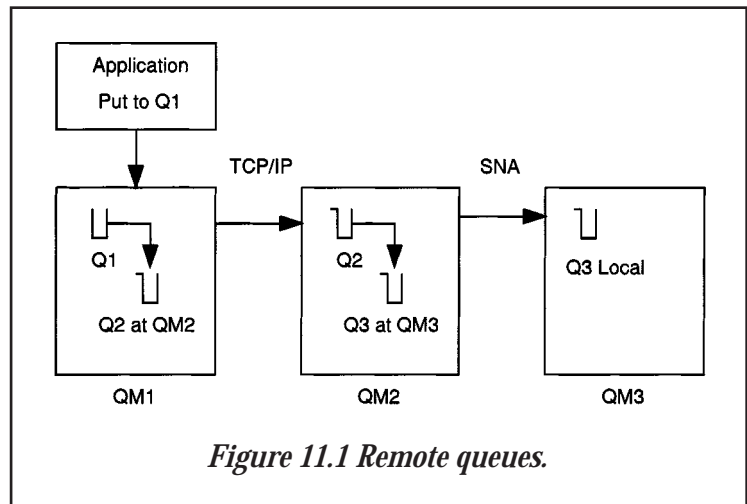 Application
Put to Q1
TCP/IP
SNA
Q1
Q2 at QM2
Q2
Q3 at QM3
Q3 Local
QM1
QM2
QM3
Figure 11.1 Remote queues.